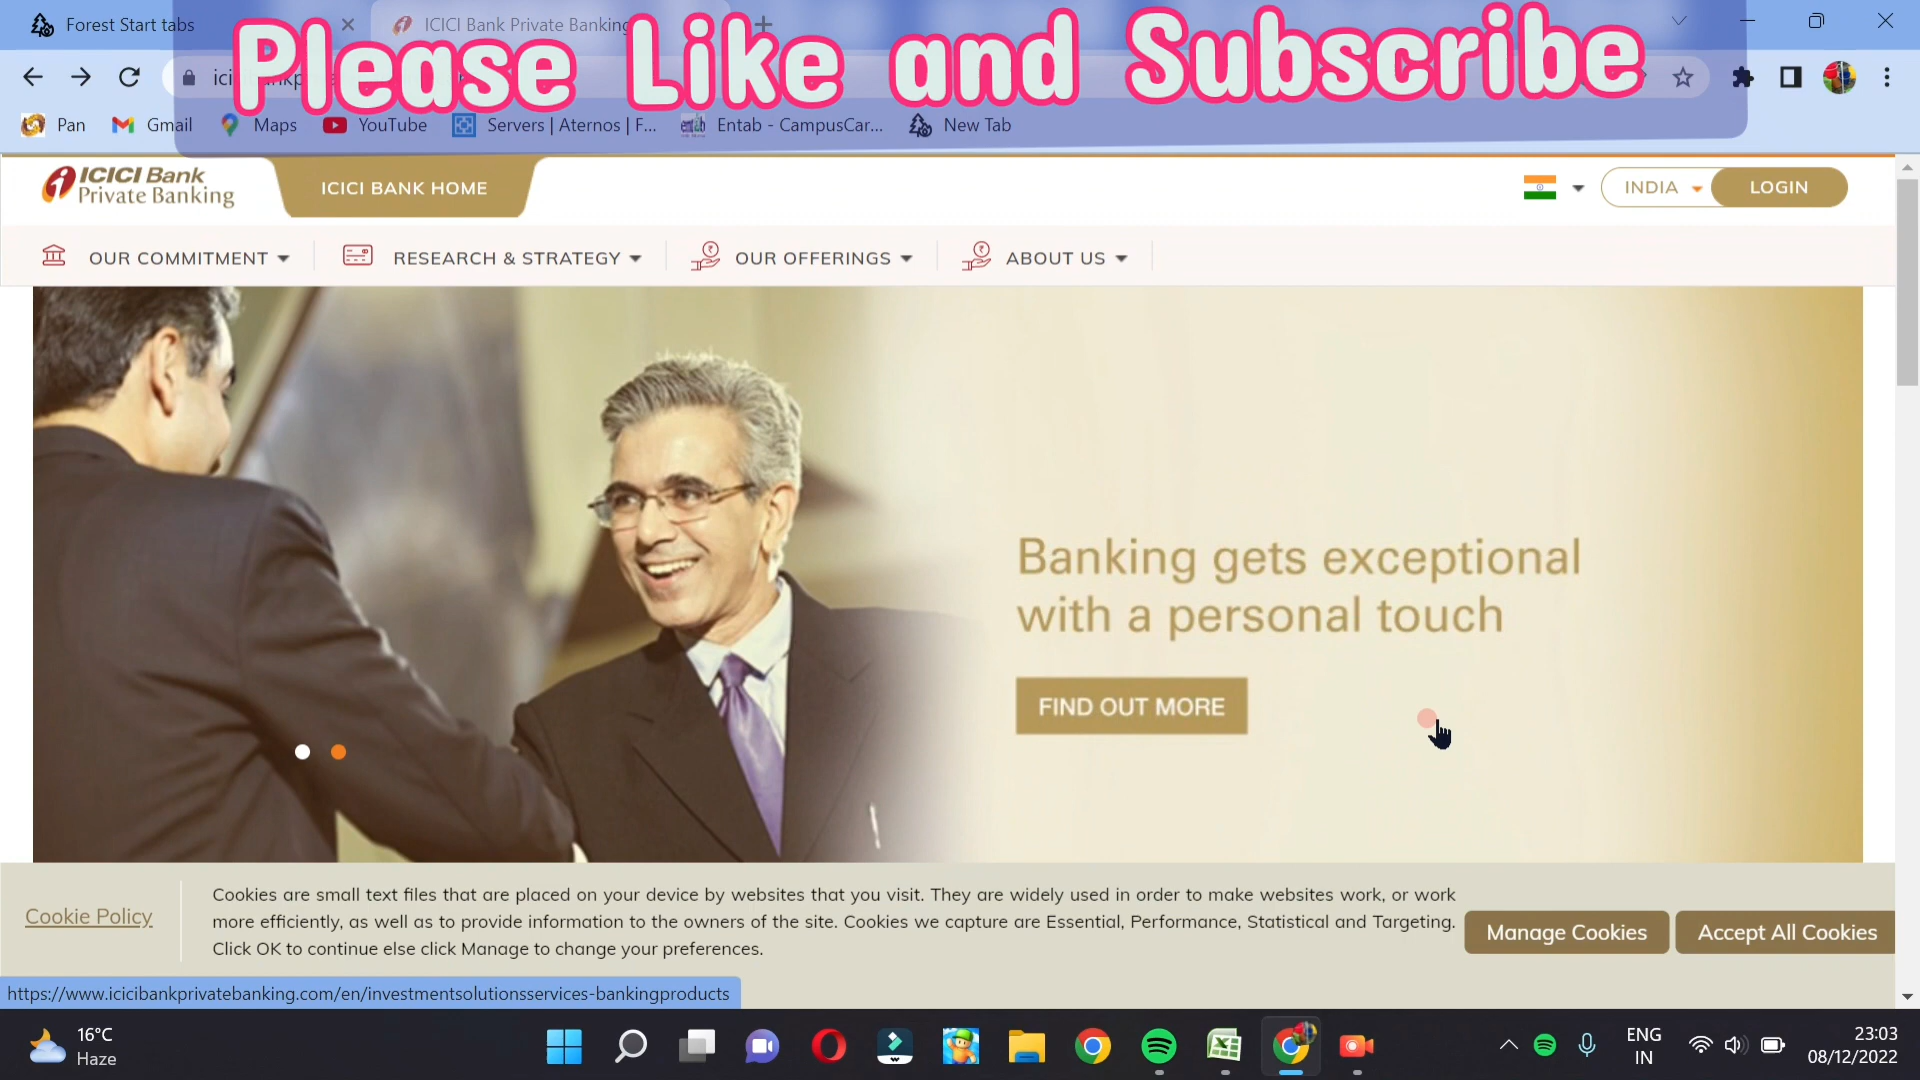 Forest Start tabs
ICICI Bank Private Banking
Please Like and Subscribe
Pan
Gmail
Maps
YouTube
Servers | Aternos | F...
Entab - CampusCar...
New Tab
ICICI Bank
Private Banking
ICICI BANK HOME
INDIA
LOGIN
OUR COMMITMENT
RESEARCH & STRATEGY
OUR OFFERINGS
ABOUT US
Banking gets exceptional
with a personal touch
FIND OUT MORE
Cookie Policy
Cookies are small text files that are placed on your device by websites that you visit. They are widely used in order to make websites work, or work
more efficiently, as well as to provide information to the owners of the site. Cookies we capture are Essential, Performance, Statistical and Targeting.
Click OK to continue else click Manage to change your preferences.
Manage Cookies
Accept All Cookies
https://www.icicibankprivatebanking.com/en/investmentsolutionsservices-bankingproducts
16°C
Haze
ENG
IN
23:03
08/12/2022